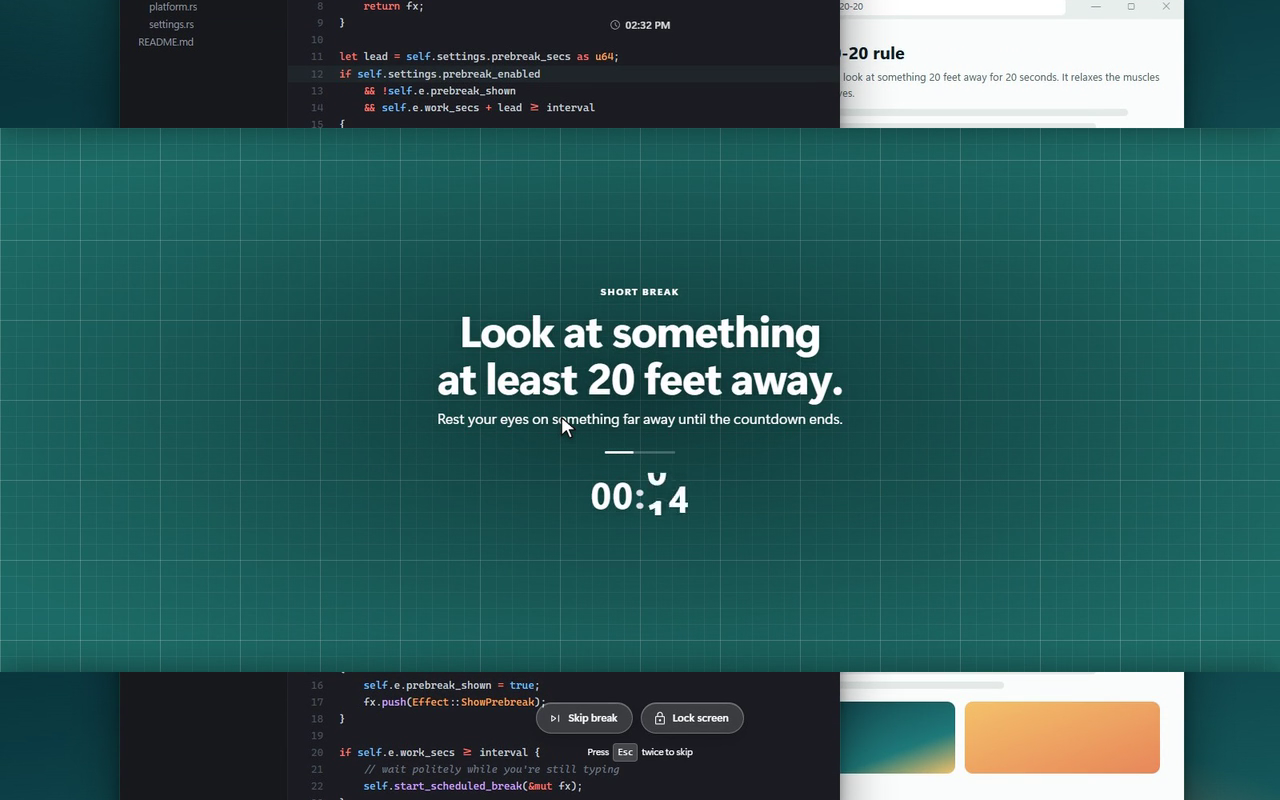 platform.rs
settings.rs
README.md
8 return fx;
9 }
10
11 let lead = self.settings.prebreak_secs as u64;
12 if self.settings.prebreak_enabled
13 && !self.e.prebreak_shown
14 && self.e.work_secs + lead ≥ interval
15 {
02:32 PM
20-20
-20 rule
look at something 20 feet away for 20 seconds. It relaxes the muscles
SHORT BREAK
Look at something
at least 20 feet away.
Rest your eyes on something far away until the countdown ends.
00:14
16 self.e.prebreak_shown = true;
17 fx.push(Effect::ShowPrebreak);
18 }
19
20 if self.e.work_secs ≥ interval {
21 // wait politely while you're still typing
22 self.start_scheduled_break(&mut fx);
Skip break
Lock screen
Press Esc twice to skip